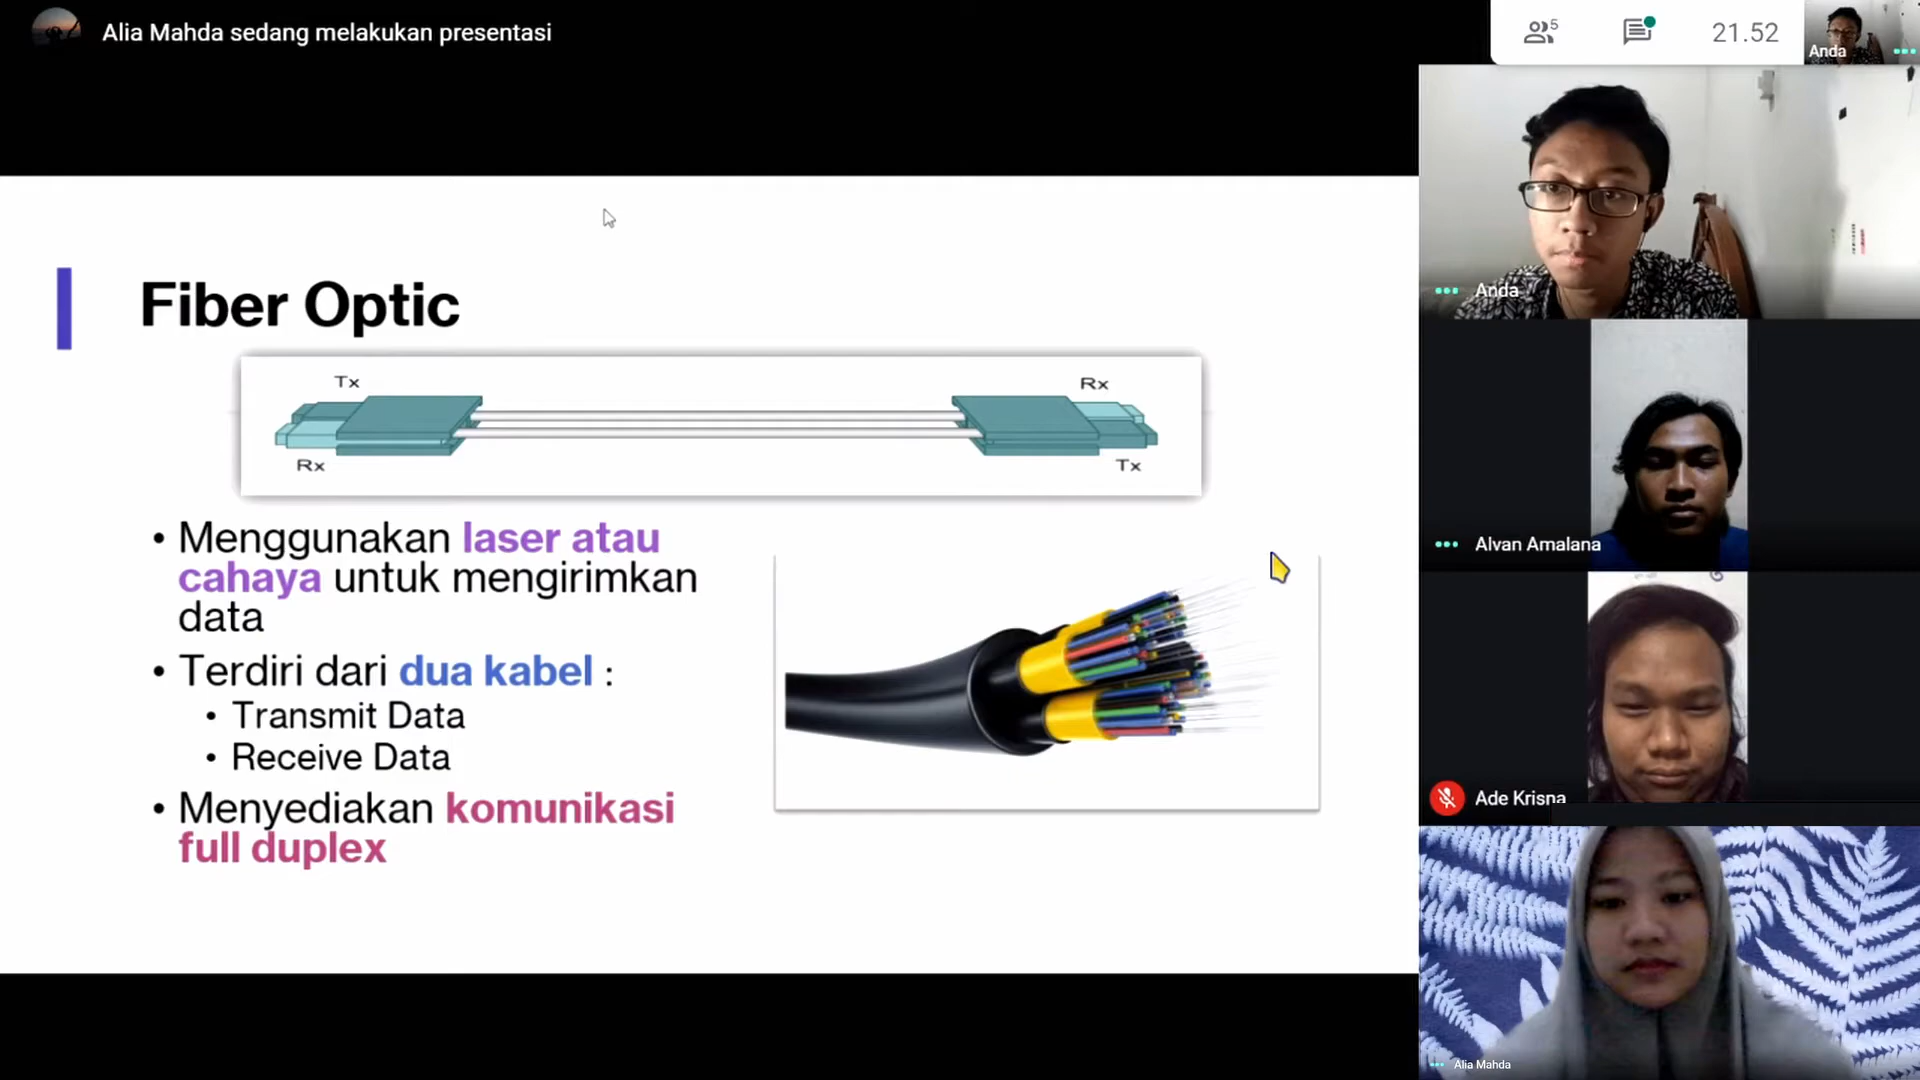 Alia Mahda sedang melakukan presentasi
5
21.52
Anda
Fiber Optic
Tx
Rx
Rx
Tx
• Menggunakan laser atau
cahaya untuk mengirimkan
data
• Terdiri dari dua kabel :
• Transmit Data
• Receive Data
• Menyediakan komunikasi
full duplex
Anda
Alvan Amalana
Ade Krisna
Alia Mahda